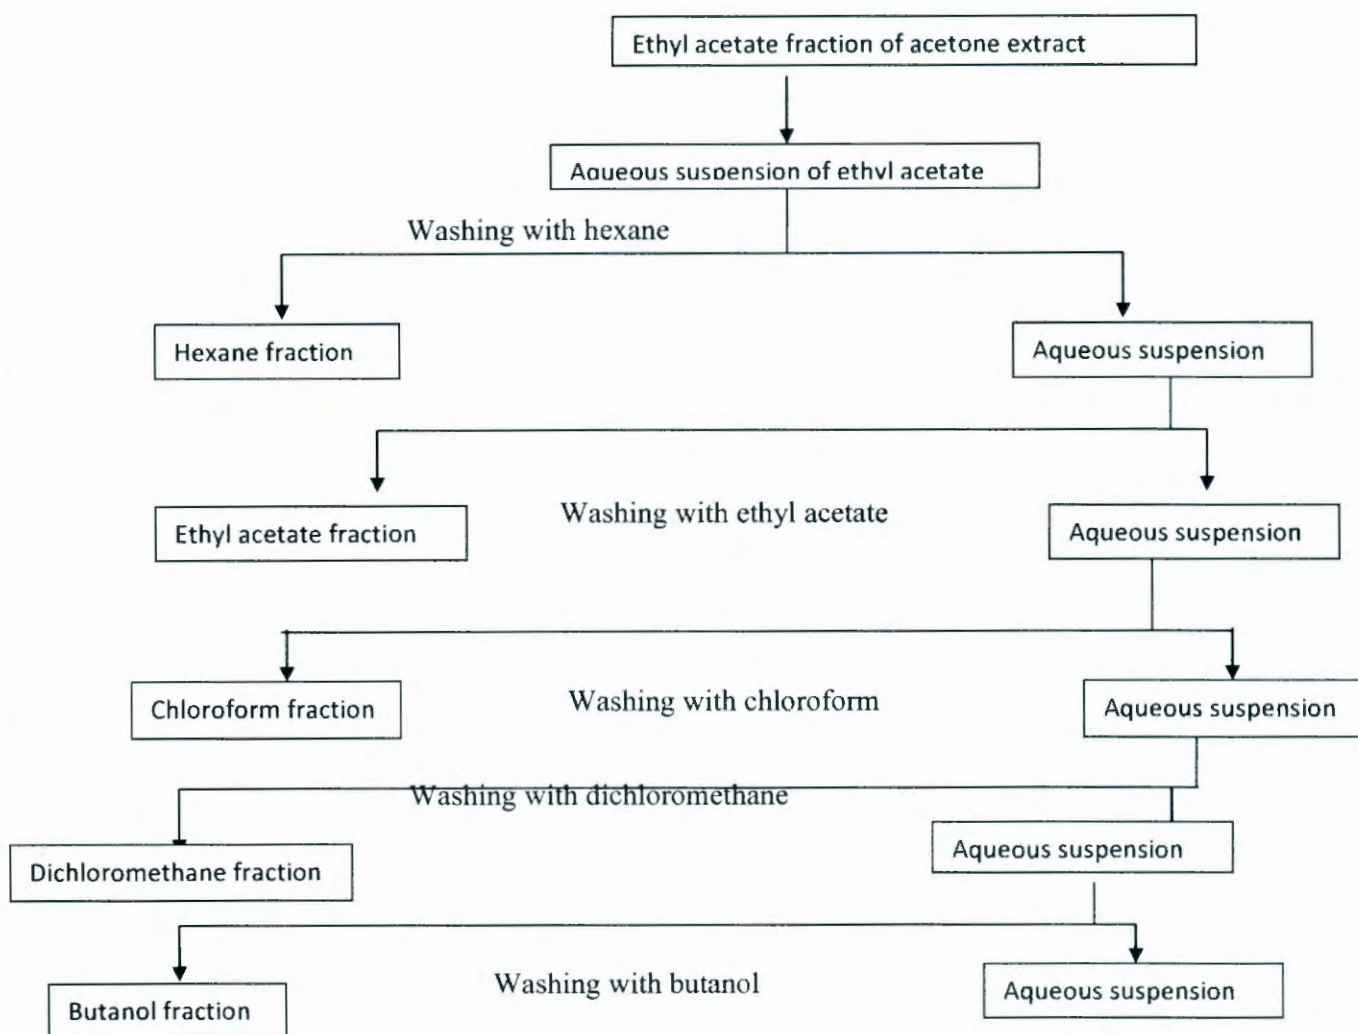 Ethyl acetate fraction of acetone extract
Aqueous suspension of ethyl acetate
Washing with hexane
Hexane fraction
Aqueous suspension
Washing with ethyl acetate
Ethyl acetate fraction
Aqueous suspension
Chloroform fraction
Washing with chloroform
Aqueous suspension
Washing with dichloromethane
Aqueous suspension
Dichloromethane fraction
Washing with butanol
Aqueous suspension
Butanol fraction